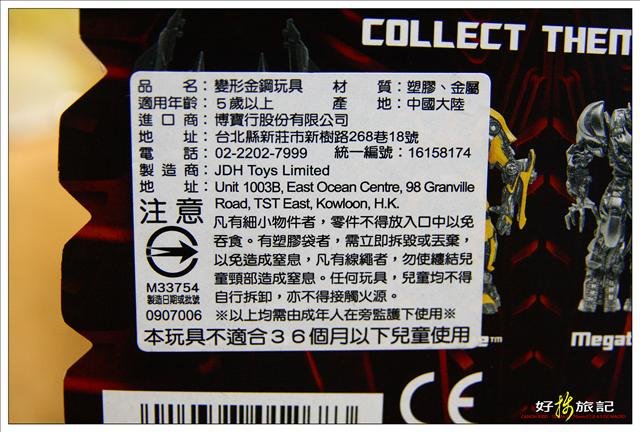 COLLECT THEM
品　名：變形金鋼玩具　材　質：塑膠、金屬
適用年齡：5歲以上　產　地：中國大陸
進口商：博寶行股份有限公司
地　址：台北縣新莊市新樹路268巷18號
電　話：02-2202-7999　統一編號：16158174
製造商：JDH Toys Limited
地　址：Unit 1003B, East Ocean Centre, 98 Granville
Road, TST East, Kowloon, H.K.
注意
凡有細小物件者，零件不得放入口中以免
吞食。有塑膠袋者，需立即拆毀或丟棄，
以免造成窒息，凡有線繩者，勿使纏結兒
童頸部造成窒息。任何玩具，兒童均不得
自行拆卸，亦不得接觸火源。
※以上均需由成年人在旁監護下使用※
M33754
製造日期或批號
0907006
本玩具不適合36個月以下兒童使用
Megat
CE
好拷旅記